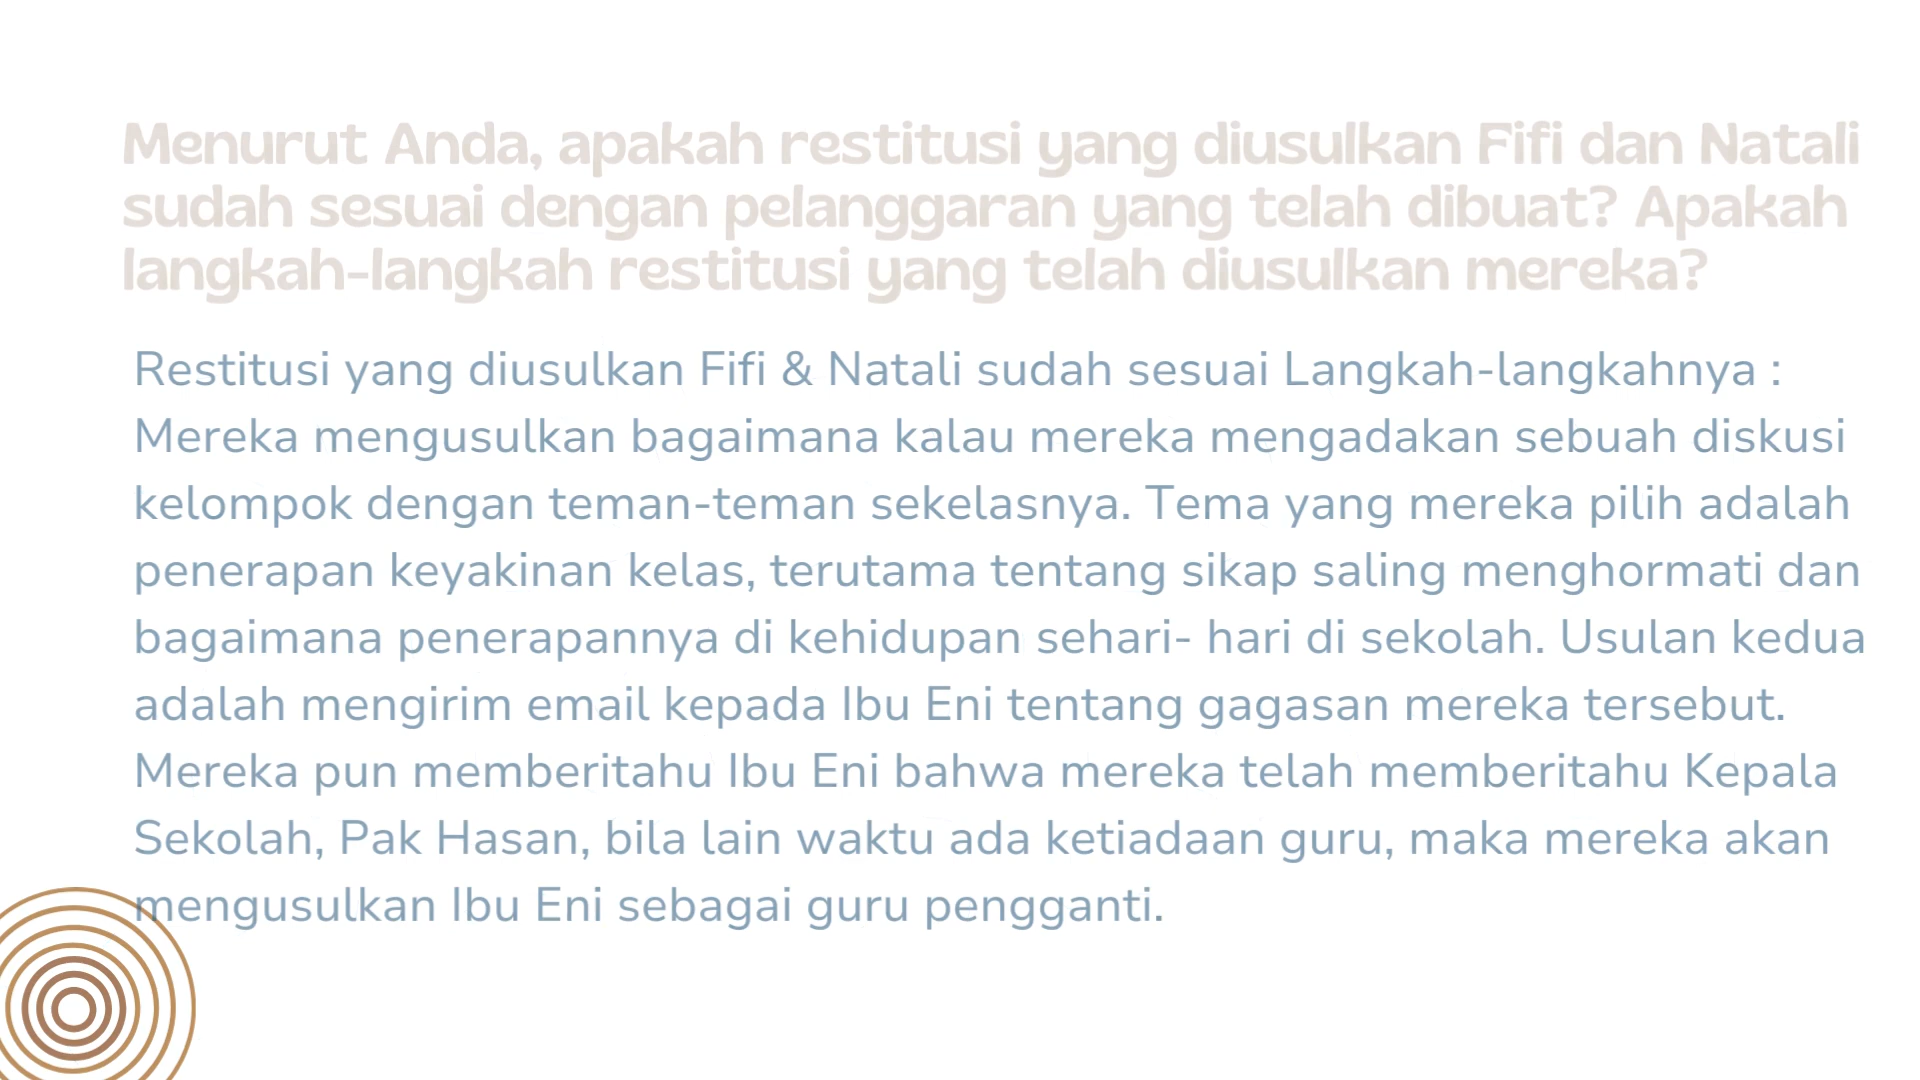 Menurut Anda, apakah restitusi yang diusulkan Fifi dan Natali
sudah sesuai dengan pelanggaran yang telah dibuat? Apakah
langkah-langkah restitusi yang telah diusulkan mereka?
Restitusi yang diusulkan Fifi & Natali sudah sesuai Langkah-langkahnya :
Mereka mengusulkan bagaimana kalau mereka mengadakan sebuah diskusi
kelompok dengan teman-teman sekelasnya. Tema yang mereka pilih adalah
penerapan keyakinan kelas, terutama tentang sikap saling menghormati dan
bagaimana penerapannya di kehidupan sehari- hari di sekolah. Usulan kedua
adalah mengirim email kepada Ibu Eni tentang gagasan mereka tersebut.
Mereka pun memberitahu Ibu Eni bahwa mereka telah memberitahu Kepala
Sekolah, Pak Hasan, bila lain waktu ada ketiadaan guru, maka mereka akan
mengusulkan Ibu Eni sebagai guru pengganti.